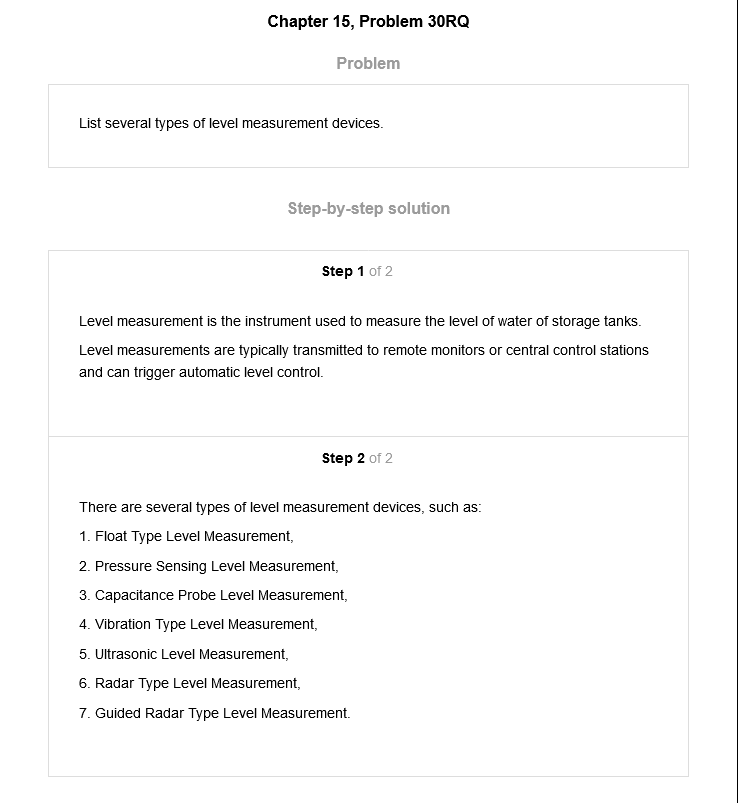 Chapter 15, Problem 30RQ
Problem
List several types of level measurement devices.
Step-by-step solution
Step 1 of 2
Level measurement is the instrument used to measure the level of water of storage tanks.
Level measurements are typically transmitted to remote monitors or central control stations
and can trigger automatic level control.
Step 2 of 2
There are several types of level measurement devices, such as:
1. Float Type Level Measurement,
2. Pressure Sensing Level Measurement,
3. Capacitance Probe Level Measurement,
4. Vibration Type Level Measurement,
5. Ultrasonic Level Measurement,
6. Radar Type Level Measurement,
7. Guided Radar Type Level Measurement.